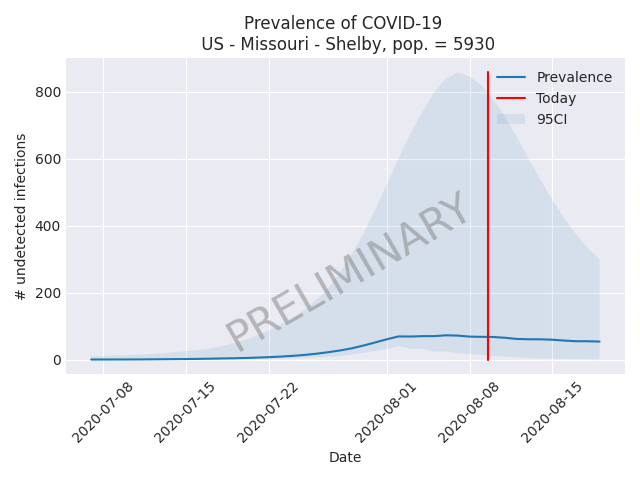 Prevalence of COVID-19
US - Missouri - Shelby, pop. = 5930
Prevalence
Today
95CI
800
600
400
200
0
# undetected infections
PRELIMINARY
2020-07-08
2020-07-15
2020-07-22
2020-08-01
2020-08-08
2020-08-15
Date